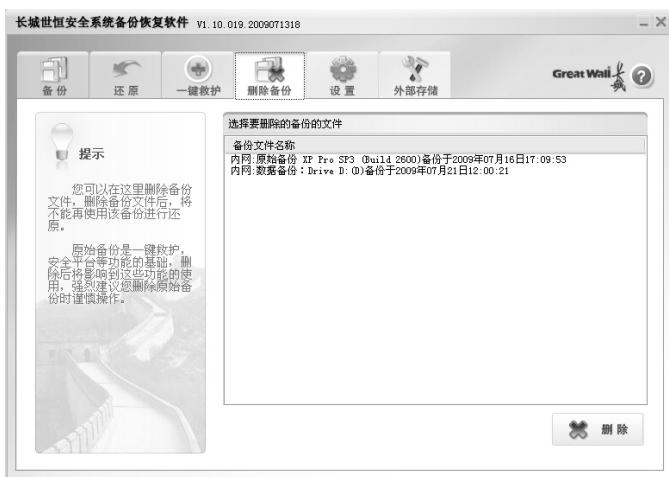 长城世恒安全系统备份恢复软件 V1.10.019.2009071318
备份 还原 一键救护 删除备份 设置 外部存储 Great Wall
提示
您可以在这里删除备份
文件，删除备份文件后，将
不能再使用该备份进行还
原。
原始备份是一键救护，
安全平台等功能的基础，删
除后将影响到这些功能的使
用，强烈建议您删除原始备
份时谨慎操作。
选择要删除的备份的文件
备份文件名称
内网:原始备份 XP Pro SP3 (Build 2600)备份于2009年07月16日17:09:53
内网:数据备份：Drive D:(D)备份于2009年07月21日12:00:21
删除